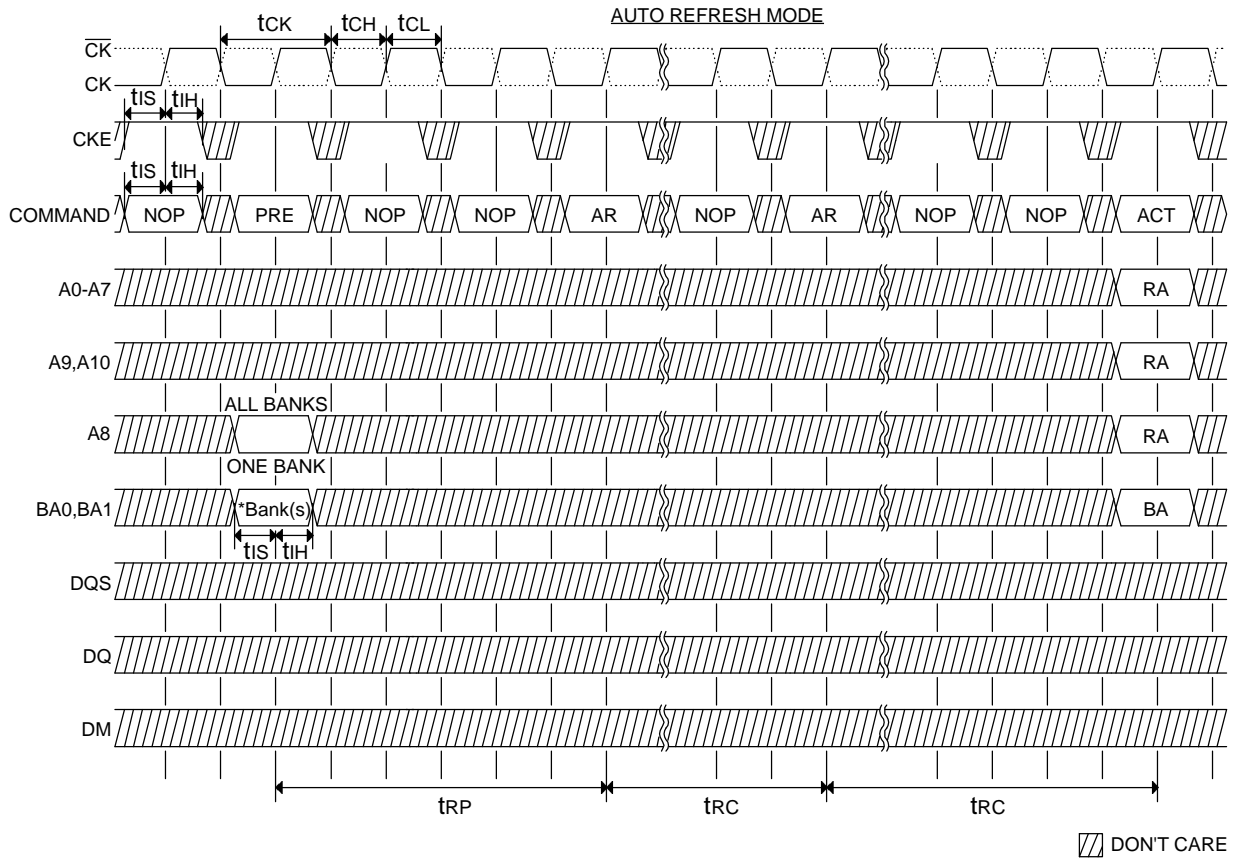 AUTO REFRESH MODE
tCK tCH tCL
CK
CK
tIS tIH
CKE
tIS tIH
COMMAND NOP PRE NOP NOP AR NOP AR NOP NOP ACT
A0-A7 RA
A9,A10 RA
ALL BANKS
A8 RA
ONE BANK
BA0,BA1 *Bank(s) BA
tIS tIH
DQS
DQ
DM
tRP tRC tRC
DON'T CARE